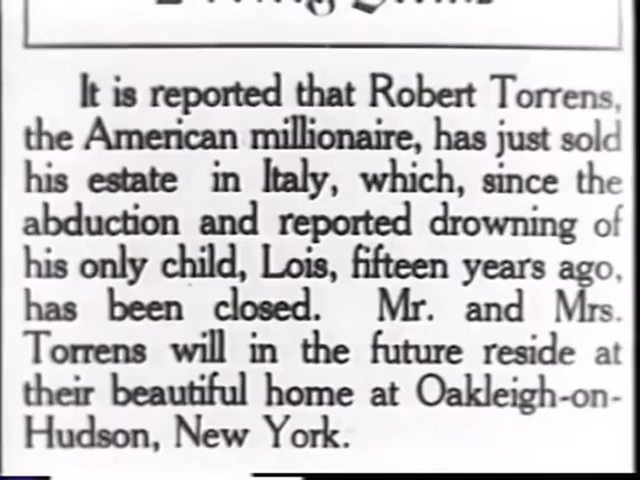 It is reported that Robert Torrens,
the American millionaire, has just sold
his estate in Italy, which, since the
abduction and reported drowning of
his only child, Lois, fifteen years ago,
has been closed. Mr. and Mrs.
Torrens will in the future reside at
their beautiful home at Oakleigh-on-
Hudson, New York.